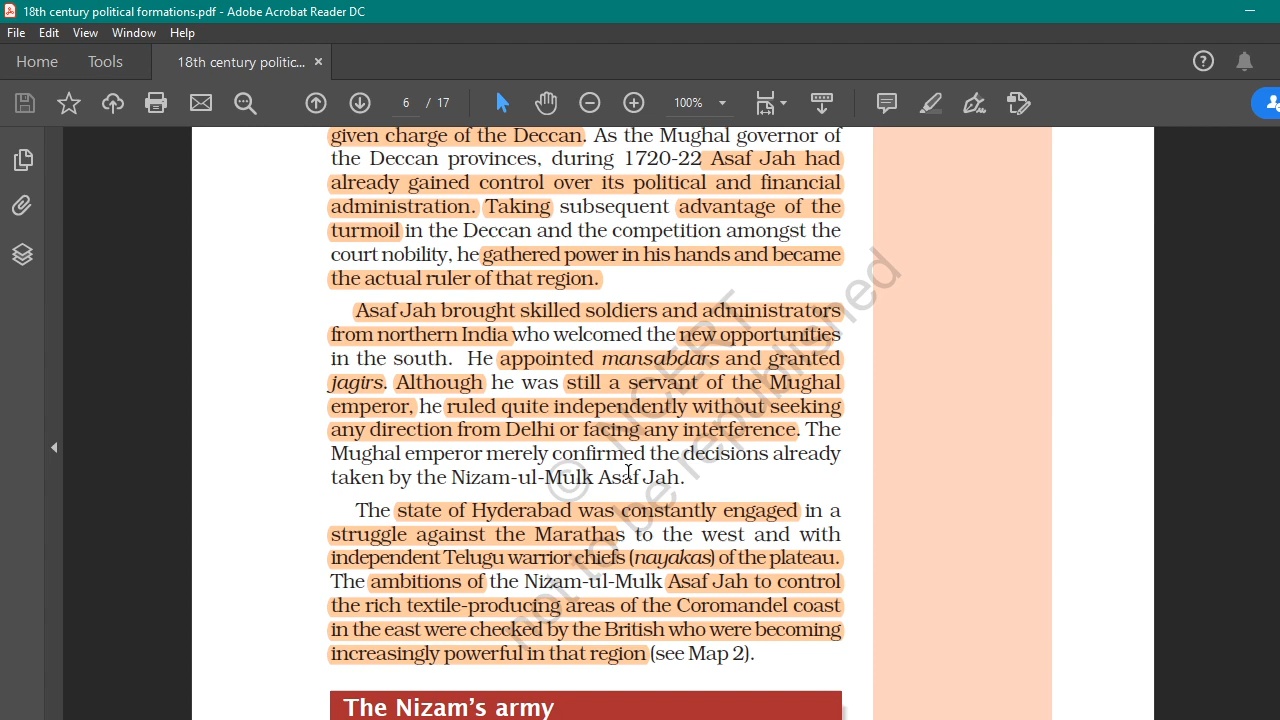 18th century political formations.pdf - Adobe Acrobat Reader DC
File Edit View Window Help
Home Tools 18th century politic... ×
6 / 17 100%
given charge of the Deccan. As the Mughal governor of
the Deccan provinces, during 1720-22 Asaf Jah had
already gained control over its political and financial
administration. Taking subsequent advantage of the
turmoil in the Deccan and the competition amongst the
court nobility, he gathered power in his hands and became
the actual ruler of that region.
Asaf Jah brought skilled soldiers and administrators
from northern India who welcomed the new opportunities
in the south. He appointed mansabdars and granted
jagirs. Although he was still a servant of the Mughal
emperor, he ruled quite independently without seeking
any direction from Delhi or facing any interference. The
Mughal emperor merely confirmed the decisions already
taken by the Nizam-ul-Mulk Asaf Jah.
The state of Hyderabad was constantly engaged in a
struggle against the Marathas to the west and with
independent Telugu warrior chiefs (nayakas) of the plateau.
The ambitions of the Nizam-ul-Mulk Asaf Jah to control
the rich textile-producing areas of the Coromandel coast
in the east were checked by the British who were becoming
increasingly powerful in that region (see Map 2).
The Nizam's army
© NCERT
not to be republished